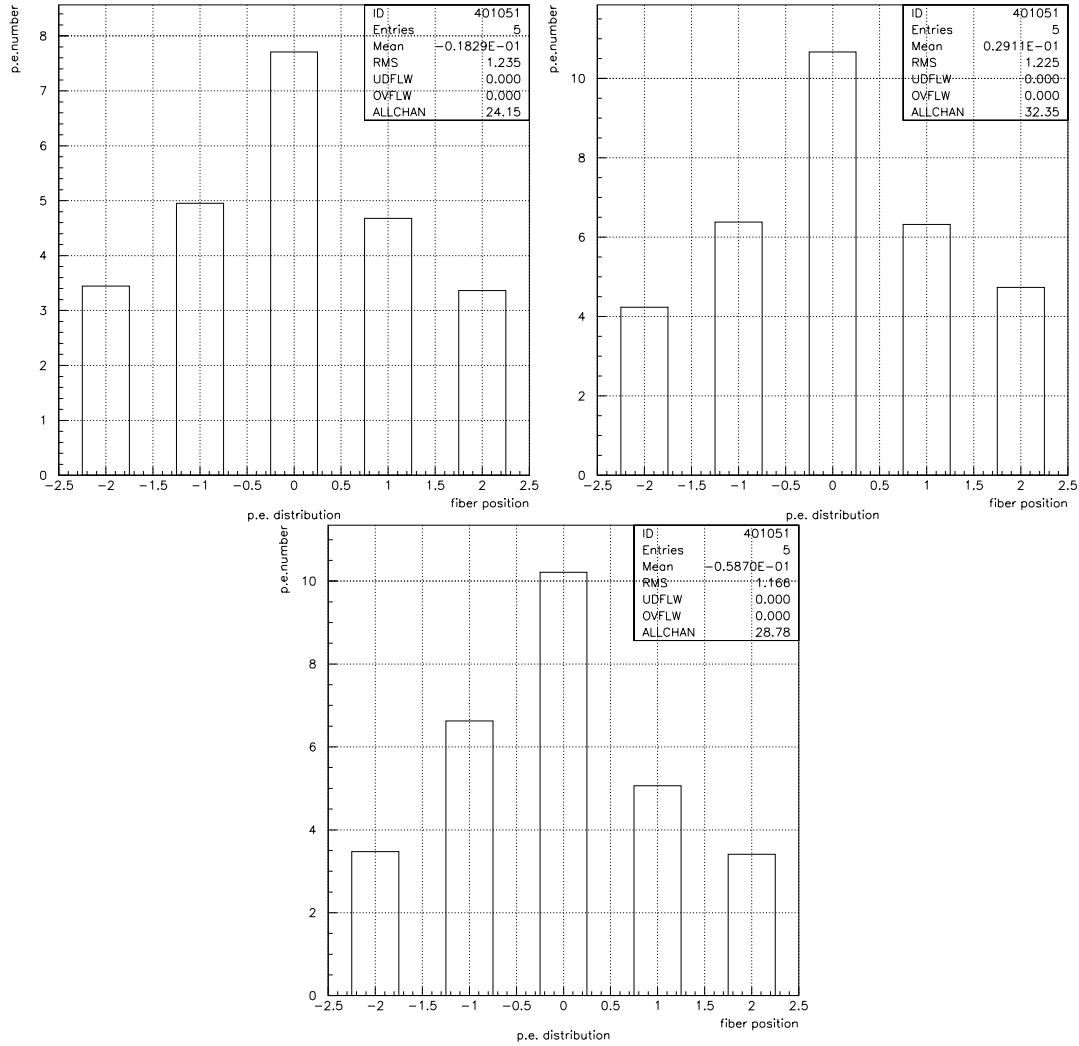 p.e.number
ID 401051
Entries 5
Mean -0.1829E-01
RMS 1.235
UDFLW 0.000
OVFLW 0.000
ALLCHAN 24.15
8
7
6
5
4
3
2
1
0
-2.5 -2 -1.5 -1 -0.5 0 0.5 1 1.5 2 2.5
fiber position
p.e. distribution
p.e.number
ID 401051
Entries 5
Mean 0.2911E-01
RMS 1.225
UDFLW 0.000
OVFLW 0.000
ALLCHAN 32.35
10
8
6
4
2
0
-2.5 -2 -1.5 -1 -0.5 0 0.5 1 1.5 2 2.5
fiber position
p.e. distribution
p.e.number
ID 401051
Entries 5
Mean -0.5870E-01
RMS 1.166
UDFLW 0.000
OVFLW 0.000
ALLCHAN 28.78
10
8
6
4
2
0
-2.5 -2 -1.5 -1 -0.5 0 0.5 1 1.5 2 2.5
fiber position
p.e. distribution